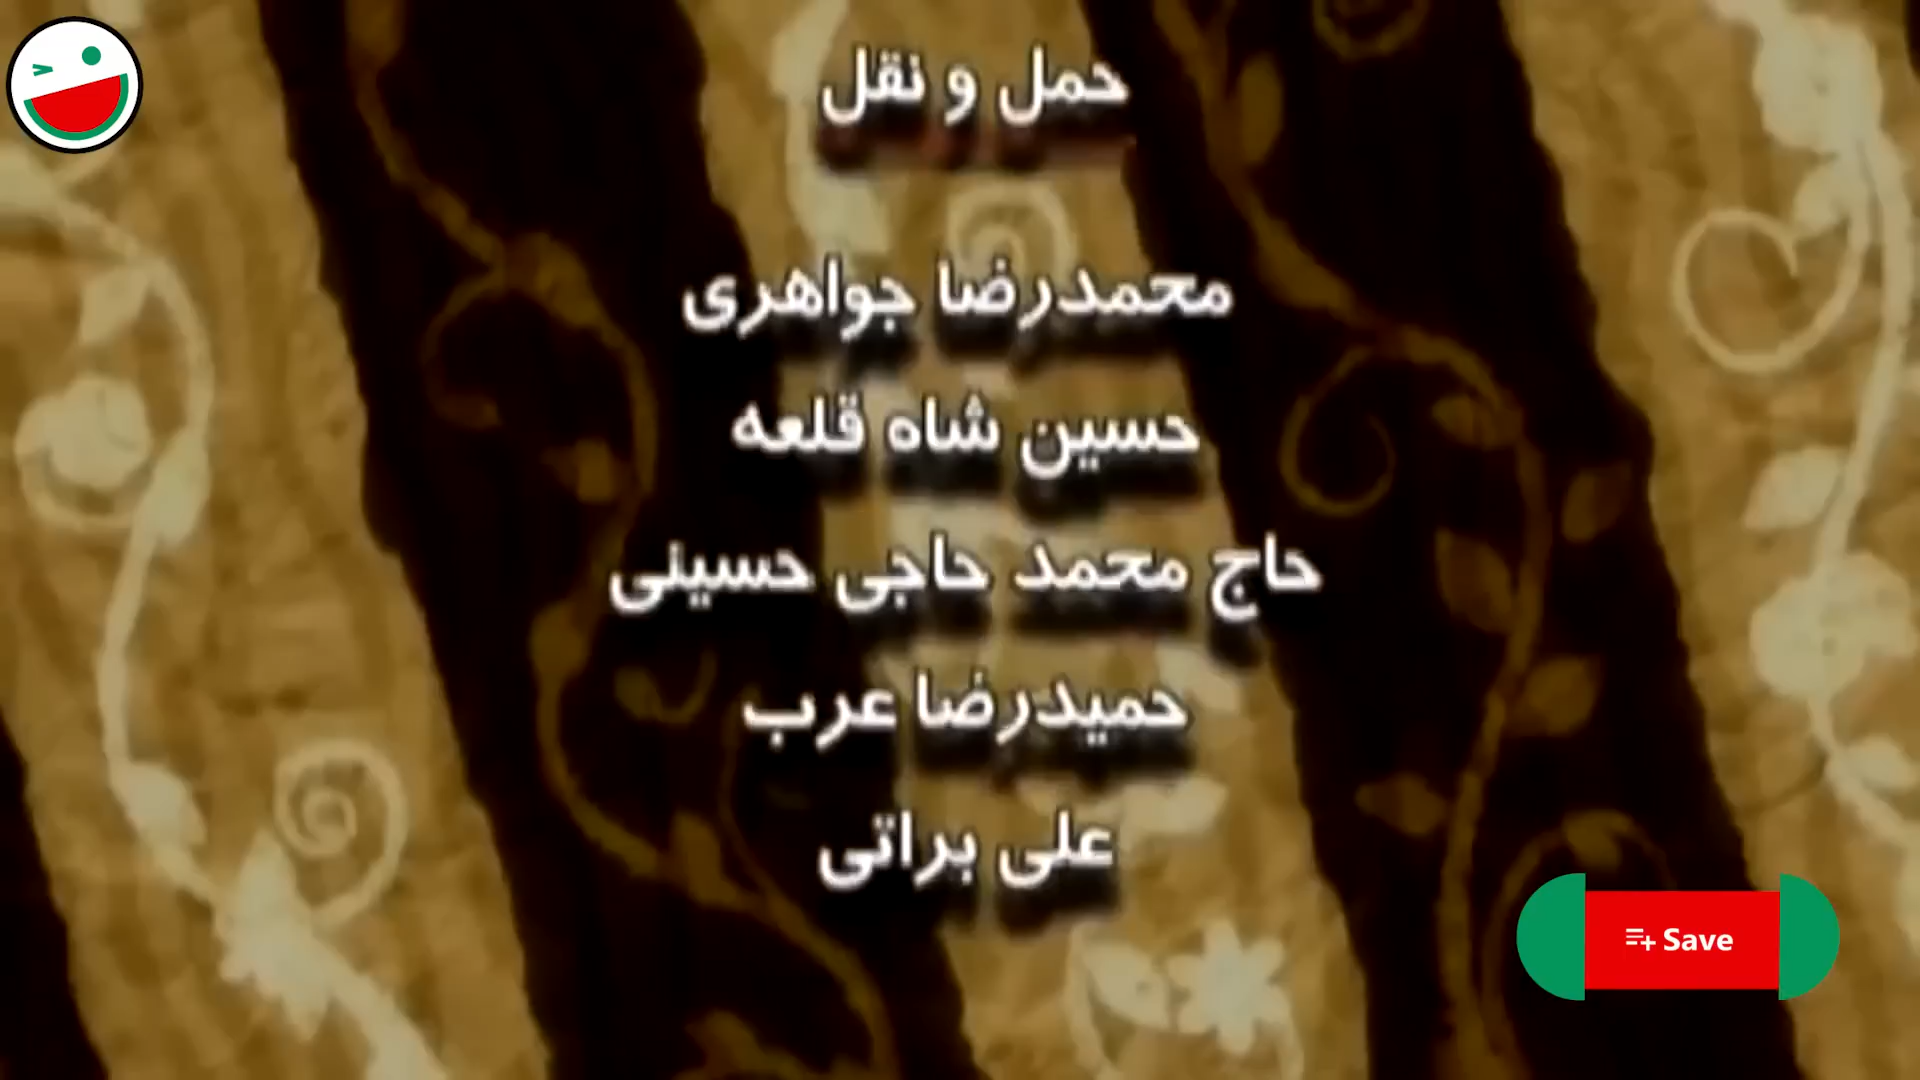 حمل و نقل
محمدرضا جواهری
حسین شاه قلعه
حاج محمد حاجی حسینی
حمیدرضا عرب
علی براتی
Save